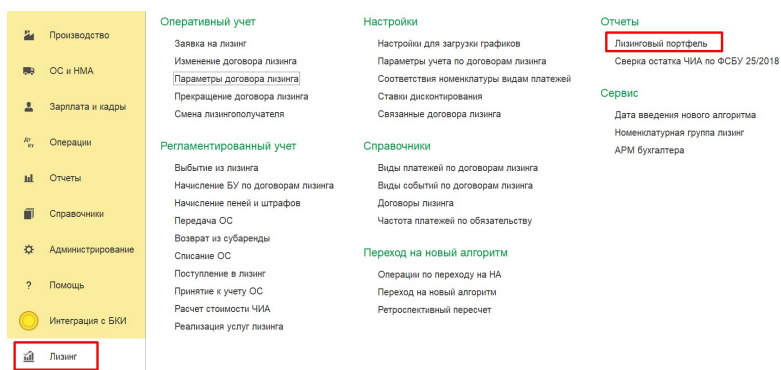 Производство
ОС и НМА
Зарплата и кадры
Дт Кт Операции
Отчеты
Справочники
Администрирование
? Помощь
Интеграция с БКИ
Лизинг
Оперативный учет
Заявка на лизинг
Изменение договора лизинга
Параметры договора лизинга
Прекращение договора лизинга
Смена лизингополучателя
Регламентированный учет
Выбытие из лизинга
Начисление БУ по договорам лизинга
Начисление пеней и штрафов
Передача ОС
Возврат из субаренды
Списание ОС
Поступление в лизинг
Принятие к учету ОС
Расчет стоимости ЧИА
Реализация услуг лизинга
Настройки
Настройки для загрузки графиков
Параметры учета по договорам лизинга
Соответствия номенклатуры видам платежей
Ставки дисконтирования
Связанные договора лизинга
Справочники
Виды платежей по договорам лизинга
Виды событий по договорам лизинга
Договоры лизинга
Частота платежей по обязательству
Переход на новый алгоритм
Операции по переходу на НА
Переход на новый алгоритм
Ретроспективный пересчет
Отчеты
Лизинговый портфель
Сверка остатка ЧИА по ФСБУ 25/2018
Сервис
Дата введения нового алгоритма
Номенклатурная группа лизинг
АРМ бухгалтера